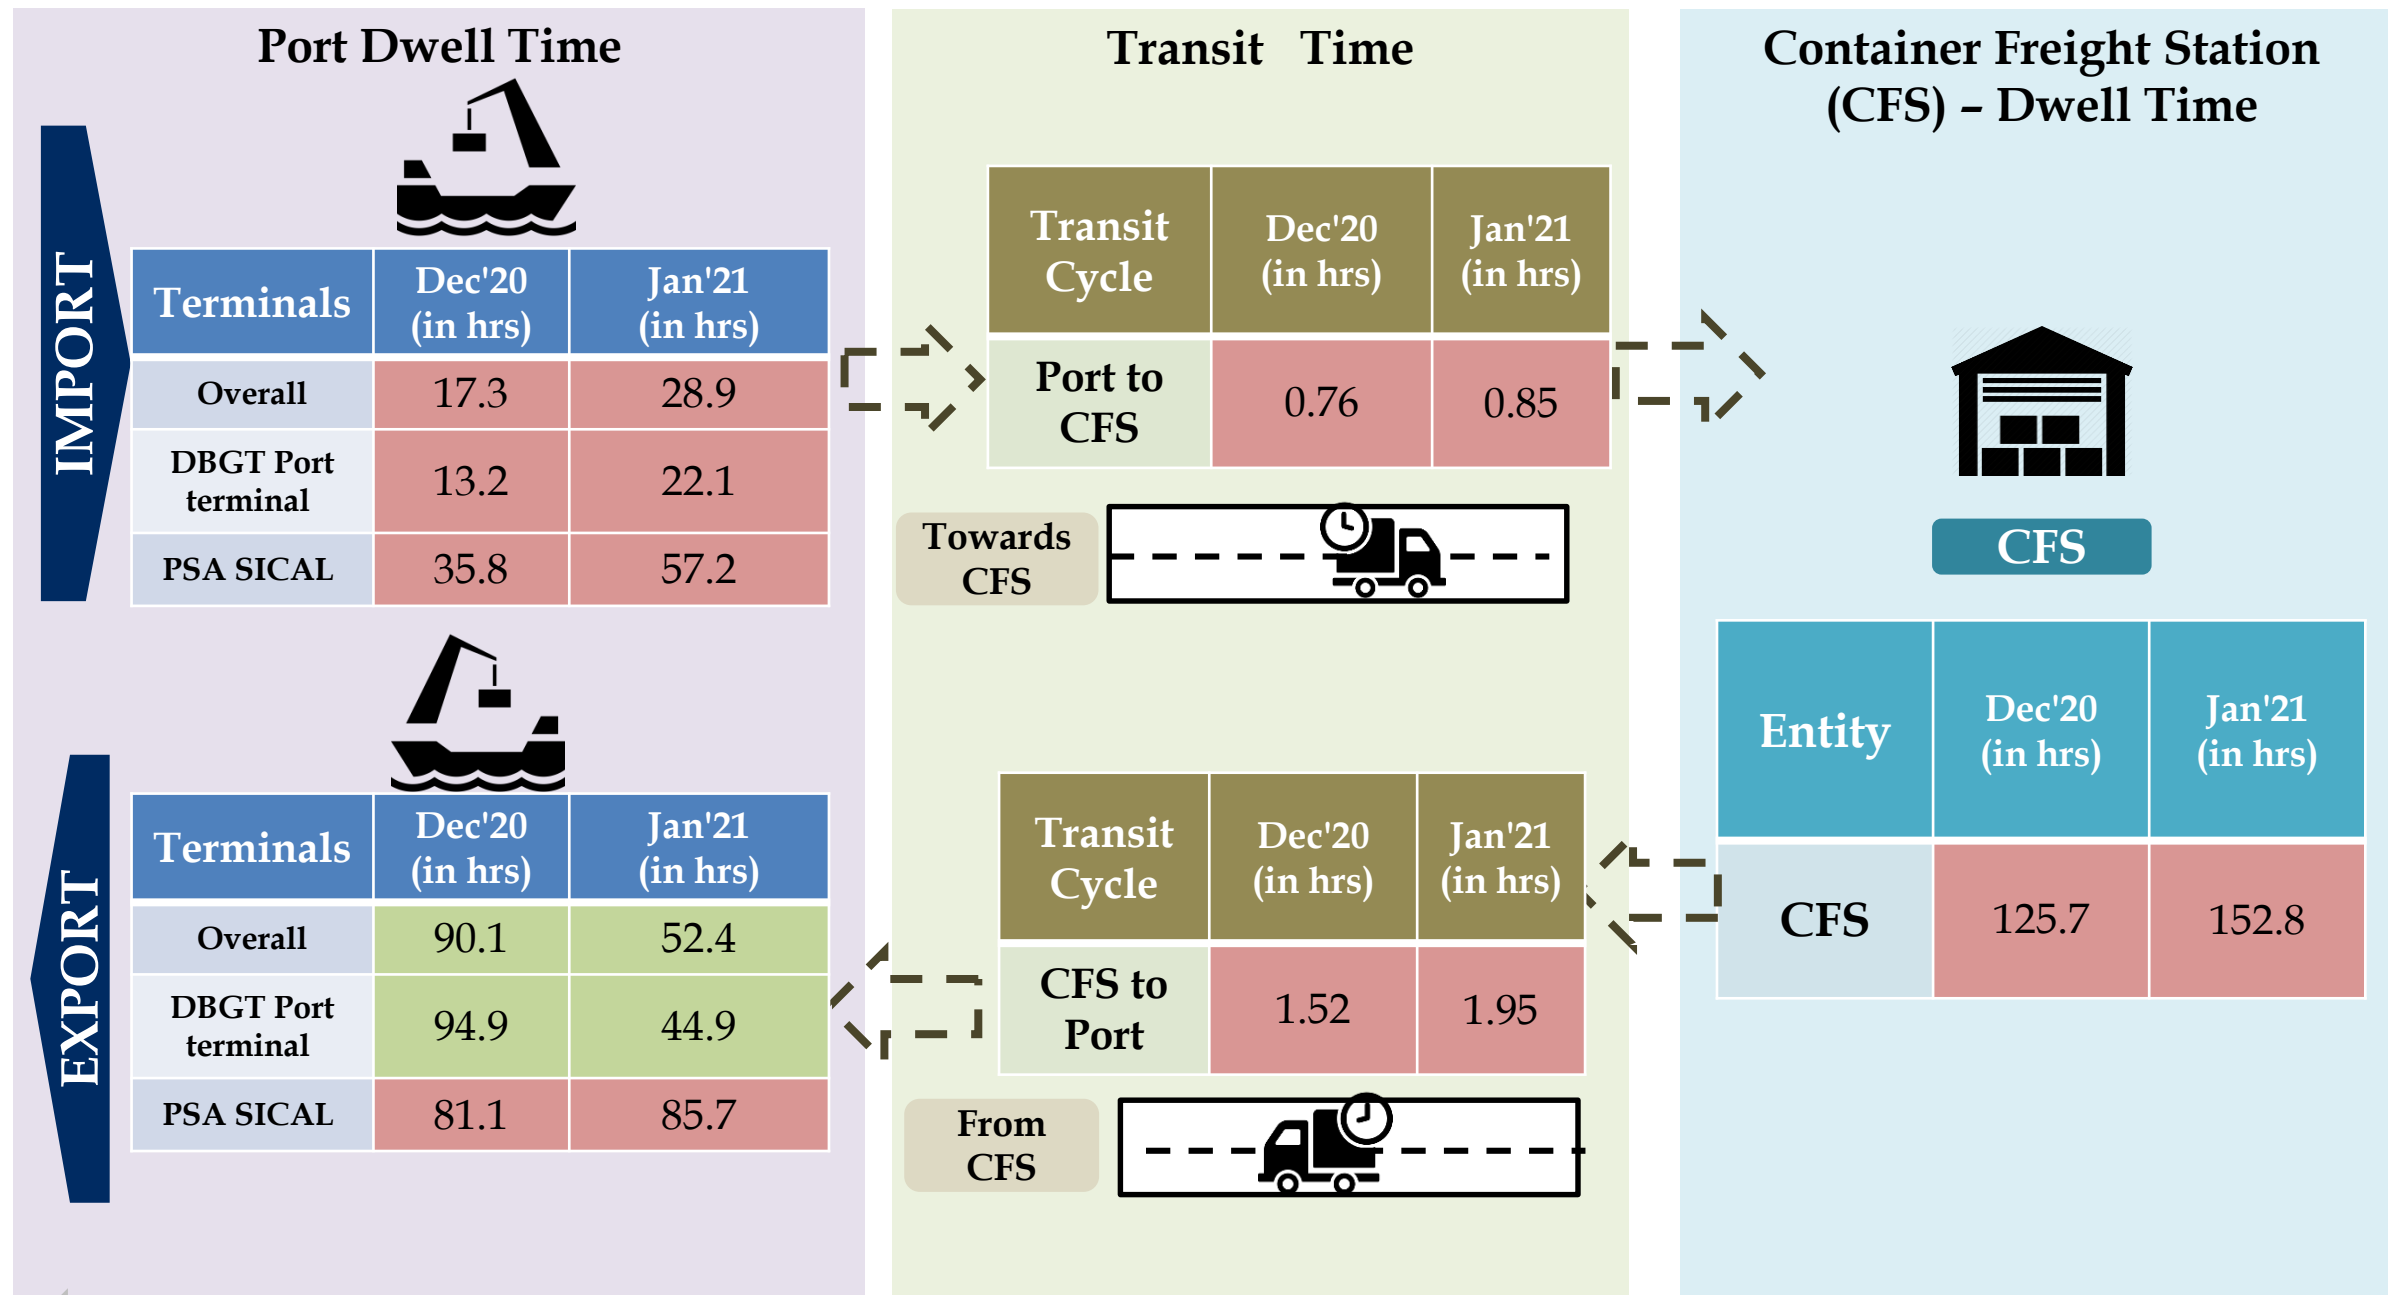 Port Dwell Time
IMPORT
Terminals
Dec'20
(in hrs)
Jan'21
(in hrs)
Overall
17.3
28.9
DBGT Port
terminal
13.2
22.1
PSA SICAL
35.8
57.2
EXPORT
Terminals
Dec'20
(in hrs)
Jan'21
(in hrs)
Overall
90.1
52.4
DBGT Port
terminal
94.9
44.9
PSA SICAL
81.1
85.7
Transit Time
Transit
Cycle
Dec'20
(in hrs)
Jan'21
(in hrs)
Port to
CFS
0.76
0.85
Towards
CFS
Transit
Cycle
Dec'20
(in hrs)
Jan'21
(in hrs)
CFS to
Port
1.52
1.95
From
CFS
Container Freight Station
(CFS) – Dwell Time
CFS
Entity
Dec'20
(in hrs)
Jan'21
(in hrs)
CFS
125.7
152.8